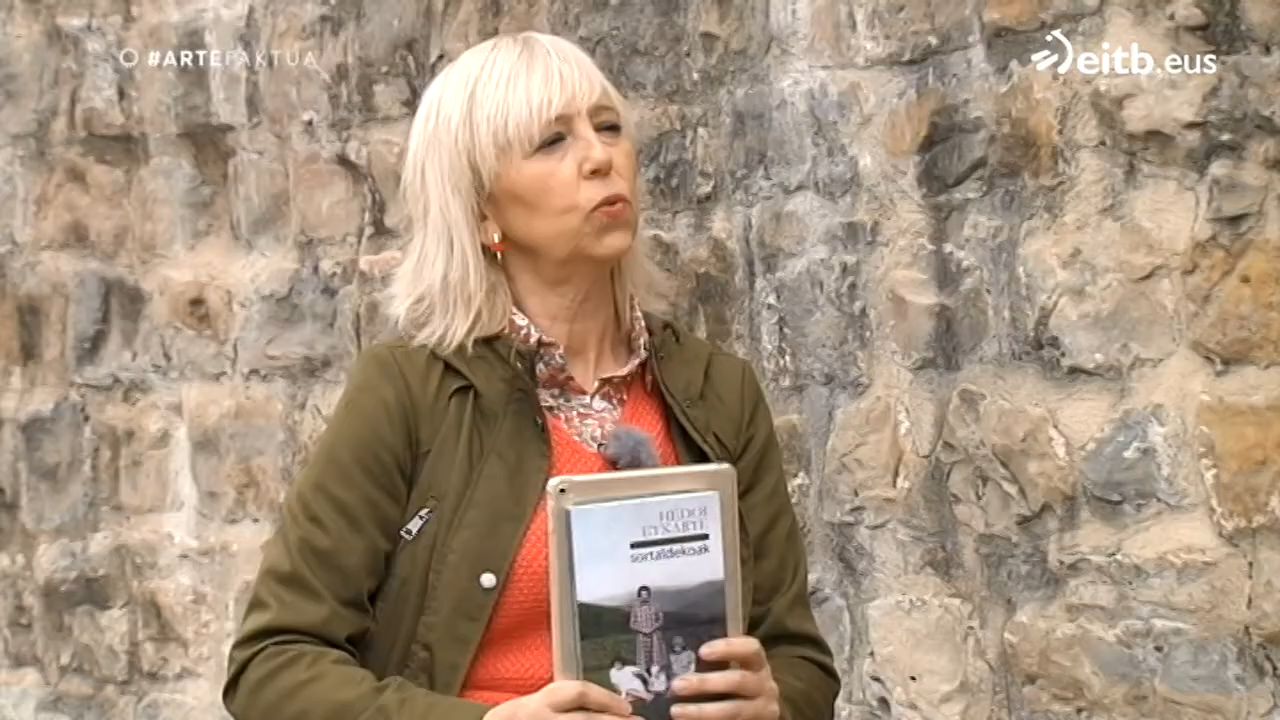 #ARTEFAKTUA
eitb.eus
HEDOI
ETXARTE
sortaldekoak